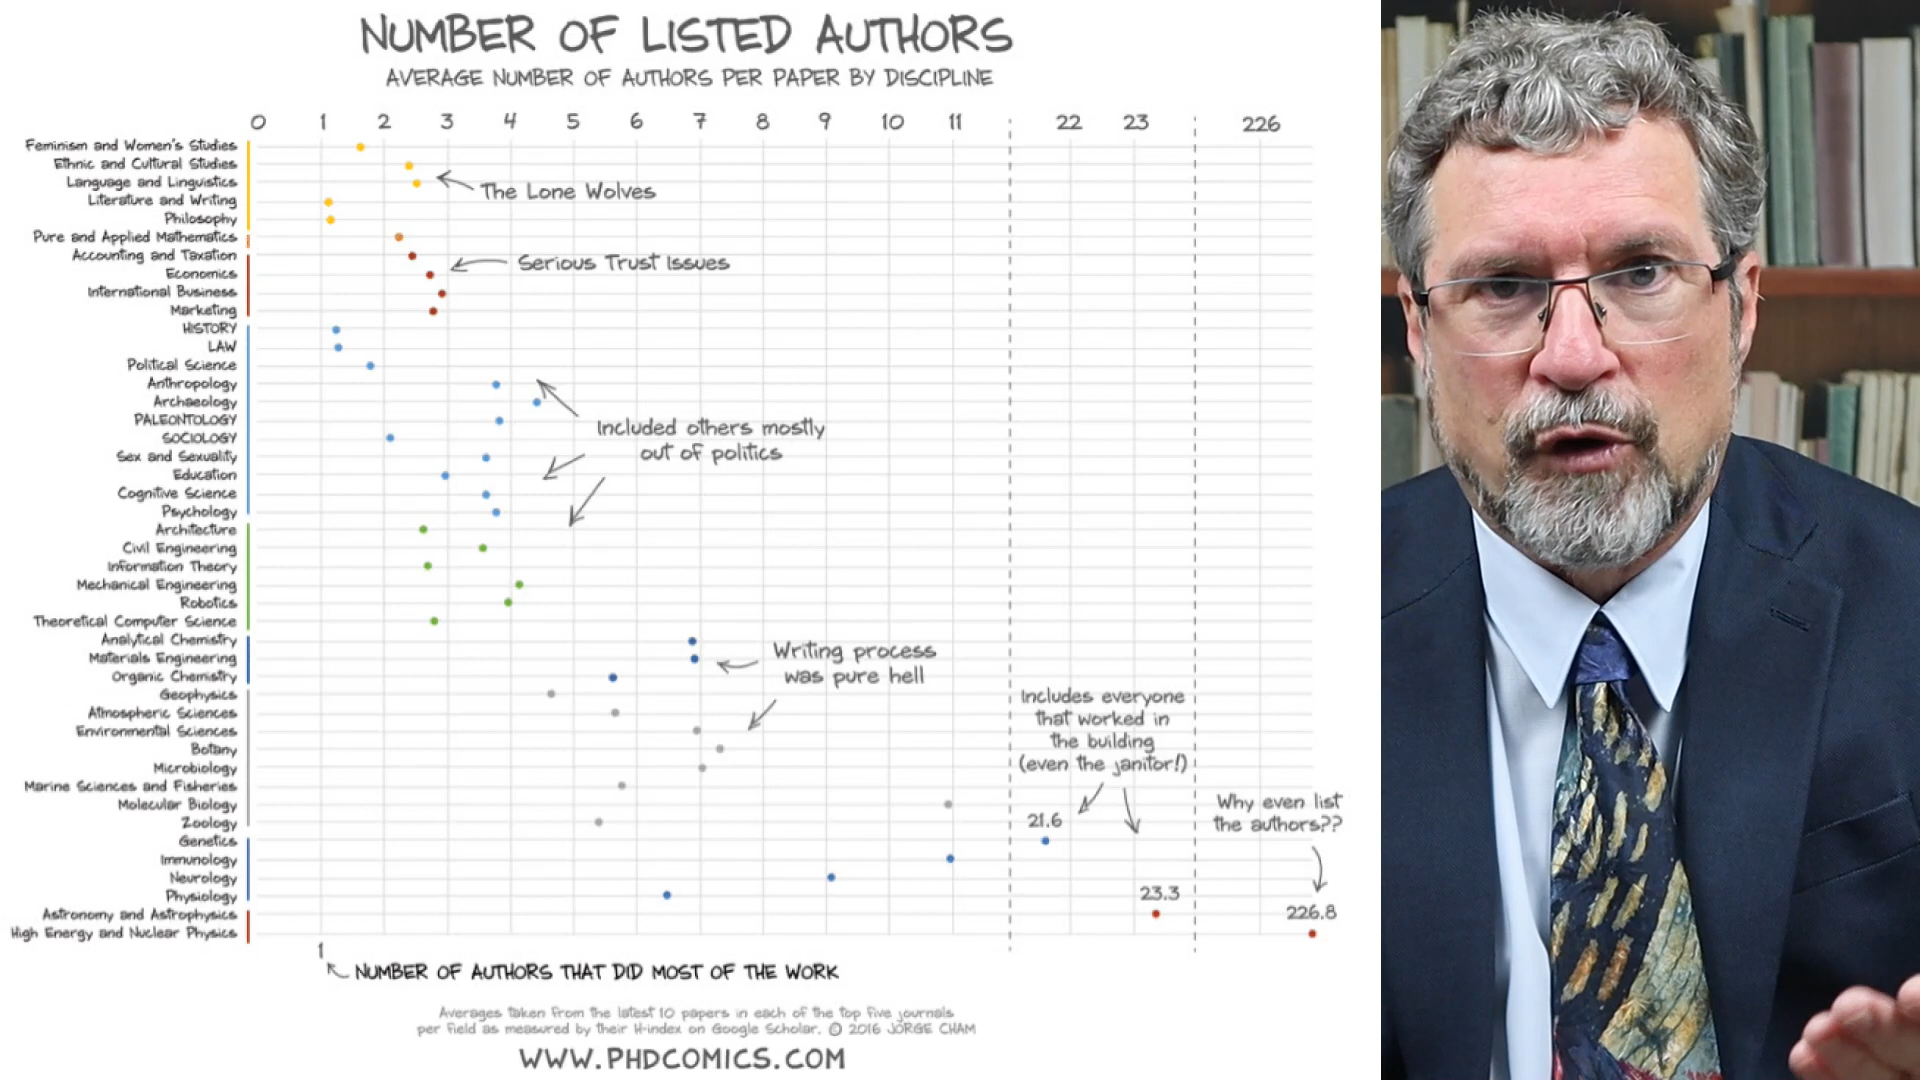 NUMBER OF LISTED AUTHORS
AVERAGE NUMBER OF AUTHORS PER PAPER BY DISCIPLINE
0 1 2 3 4 5 6 7 8 9 10 11 22 23 226
Feminism and Women's Studies
Ethnic and Cultural Studies
Language and Linguistics
The Lone Wolves
Literature and Writing
Philosophy
Pure and Applied Mathematics
Accounting and Taxation
Serious Trust Issues
Economics
International Business
Marketing
HISTORY
LAW
Political Science
Anthropology
Archaeology
PALEONTOLOGY
SOCIOLOGY
Included others mostly
out of politics
Sex and Sexuality
Education
Cognitive Science
Psychology
Architecture
Civil Engineering
Information Theory
Mechanical Engineering
Robotics
Theoretical Computer Science
Analytical Chemistry
Materials Engineering
Organic Chemistry
Writing process
was pure hell
Geophysics
Atmospheric Sciences
Environmental Sciences
Botany
Microbiology
Includes everyone
that worked in
the building
(even the janitor!)
Marine Sciences and Fisheries
Molecular Biology
Zoology
21.6
Why even list
the authors??
Genetics
Immunology
Neurology
Physiology
23.3
Astronomy and Astrophysics
226.8
High Energy and Nuclear Physics
1
NUMBER OF AUTHORS THAT DID MOST OF THE WORK
Averages taken from the latest 10 papers in each of the top five journals
per field as measured by their H-index on Google Scholar. © 2016 JORGE CHAM
WWW.PHDCOMICS.COM